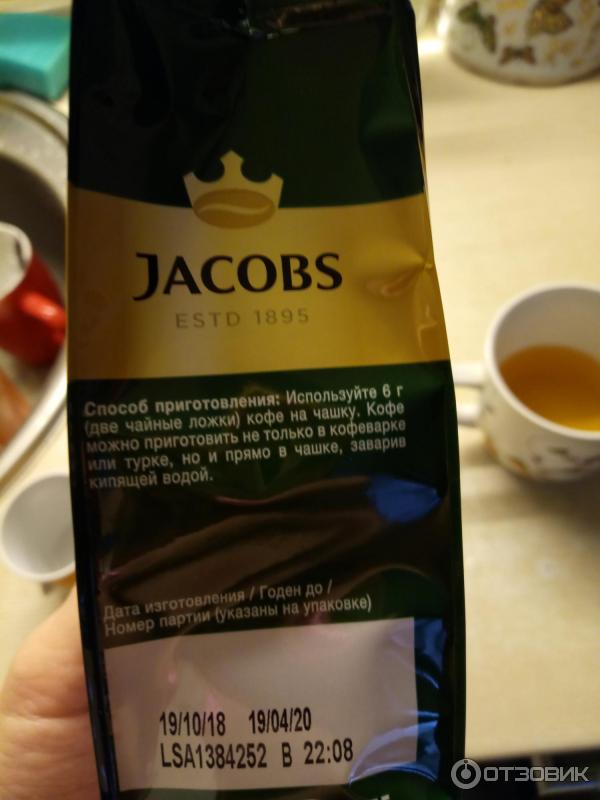 JACOBS
ESTD 1895
Способ приготовления: Используйте 6 г
(две чайные ложки) кофе на чашку. Кофе
можно приготовить не только в кофеварке
или турке, но и прямо в чашке, заварив
кипящей водой.
Дата изготовления / Годен до /
Номер партии (указаны на упаковке)
19/10/18 19/04/20
LSA1384252 B 22:08
ОТЗОВИК